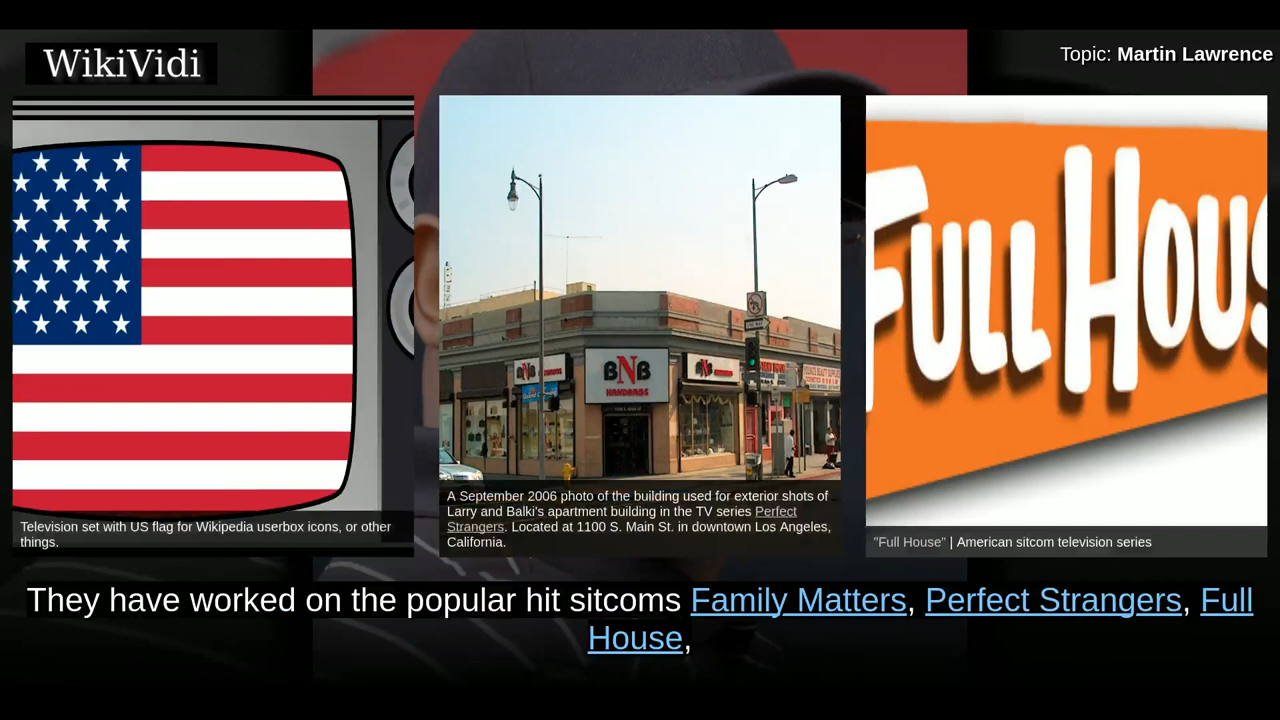 WikiVidi
Topic: Martin Lawrence
BNB
BNB
BNB
HANDBAGS
FULL HOUS
Television set with US flag for Wikipedia userbox icons, or other
things.
A September 2006 photo of the building used for exterior shots of
Larry and Balki's apartment building in the TV series Perfect
Strangers. Located at 1100 S. Main St. in downtown Los Angeles,
California.
"Full House" | American sitcom television series
They have worked on the popular hit sitcoms Family Matters, Perfect Strangers, Full
House,